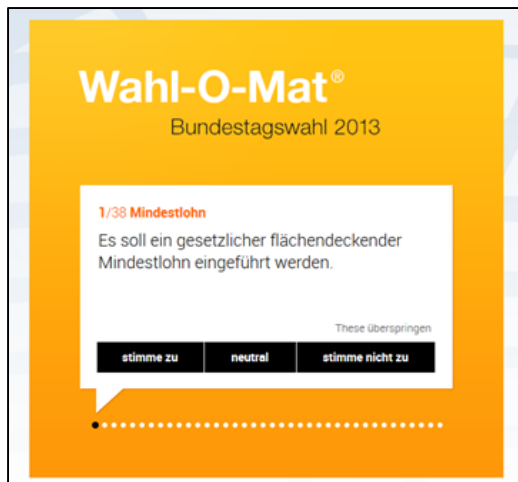 Wahl-O-Mat®
Bundestagswahl 2013
1/38 Mindestlohn
Es soll ein gesetzlicher flächendeckender
Mindestlohn eingeführt werden.
These überspringen
stimme zu neutral stimme nicht zu